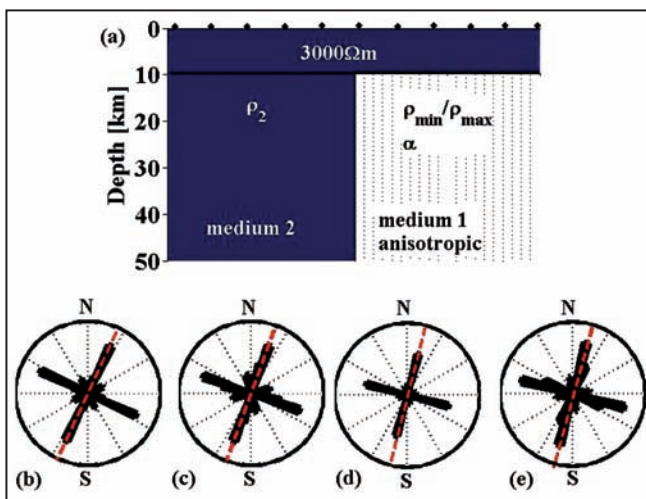 (a)
0
10
20
30
40
50
Depth [km]
3000Ωm
ρ2
medium 2
ρmin/ρmax
α
medium 1
anisotropic
N
N
N
N
S
S
S
S
(b)
(c)
(d)
(e)